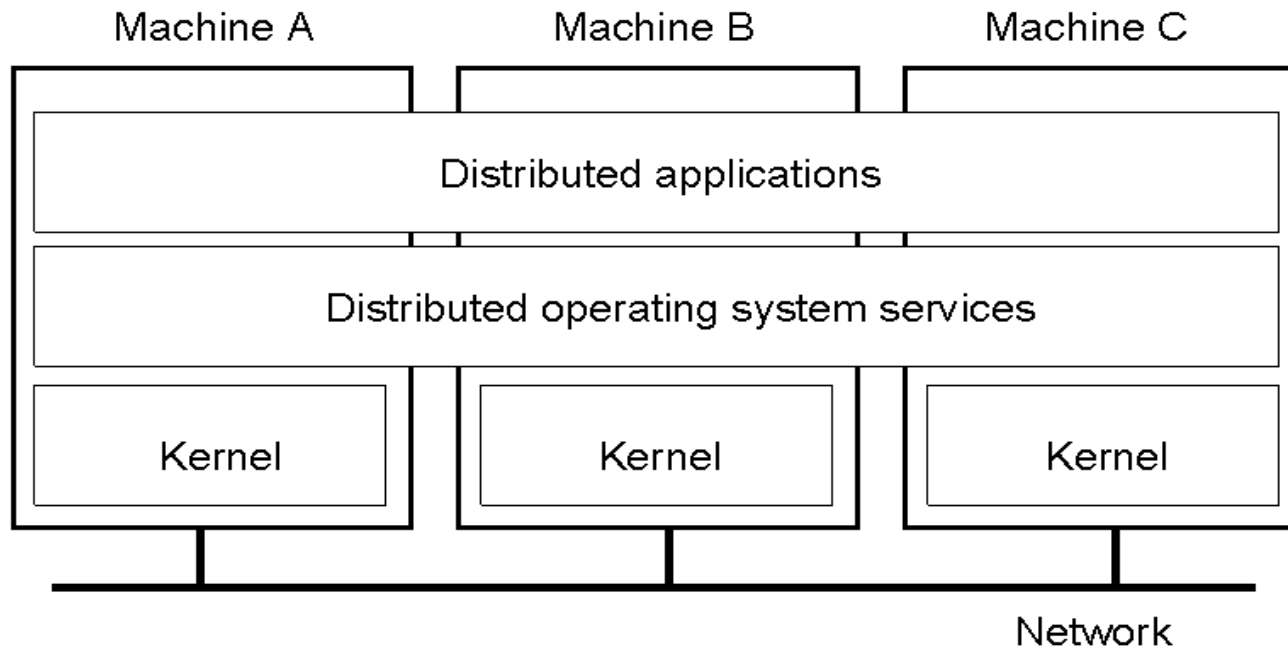 Machine A
Machine B
Machine C
Distributed applications
Distributed operating system services
Kernel
Kernel
Kernel
Network